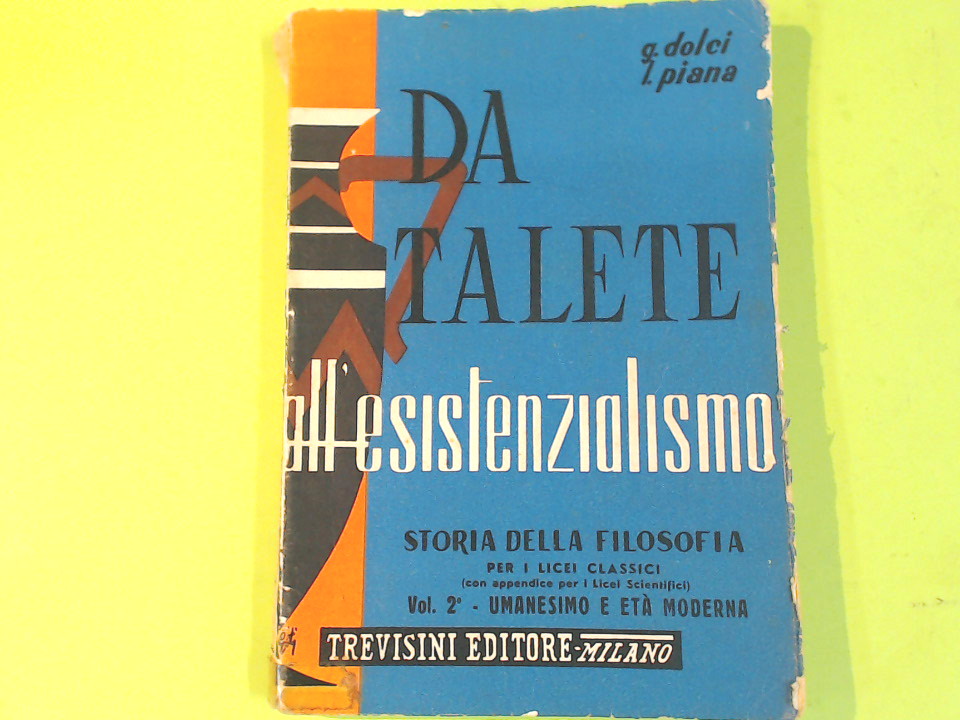 g. dolci
l. piana
DA
TALETE
all'esistenzialismo
STORIA DELLA FILOSOFIA
PER I LICEI CLASSICI
(con appendice per i Licei Scientifici)
Vol. 2° - UMANESIMO E ETÀ MODERNA
TREVISINI EDITORE-MILANO